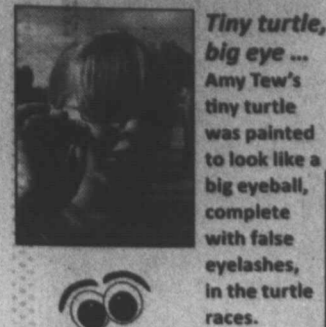 Tiny turtle,
big eye ...
Amy Tew's
tiny turtle
was painted
to look like a
big eyeball,
complete
with false
eyelashes,
in the turtle
races.